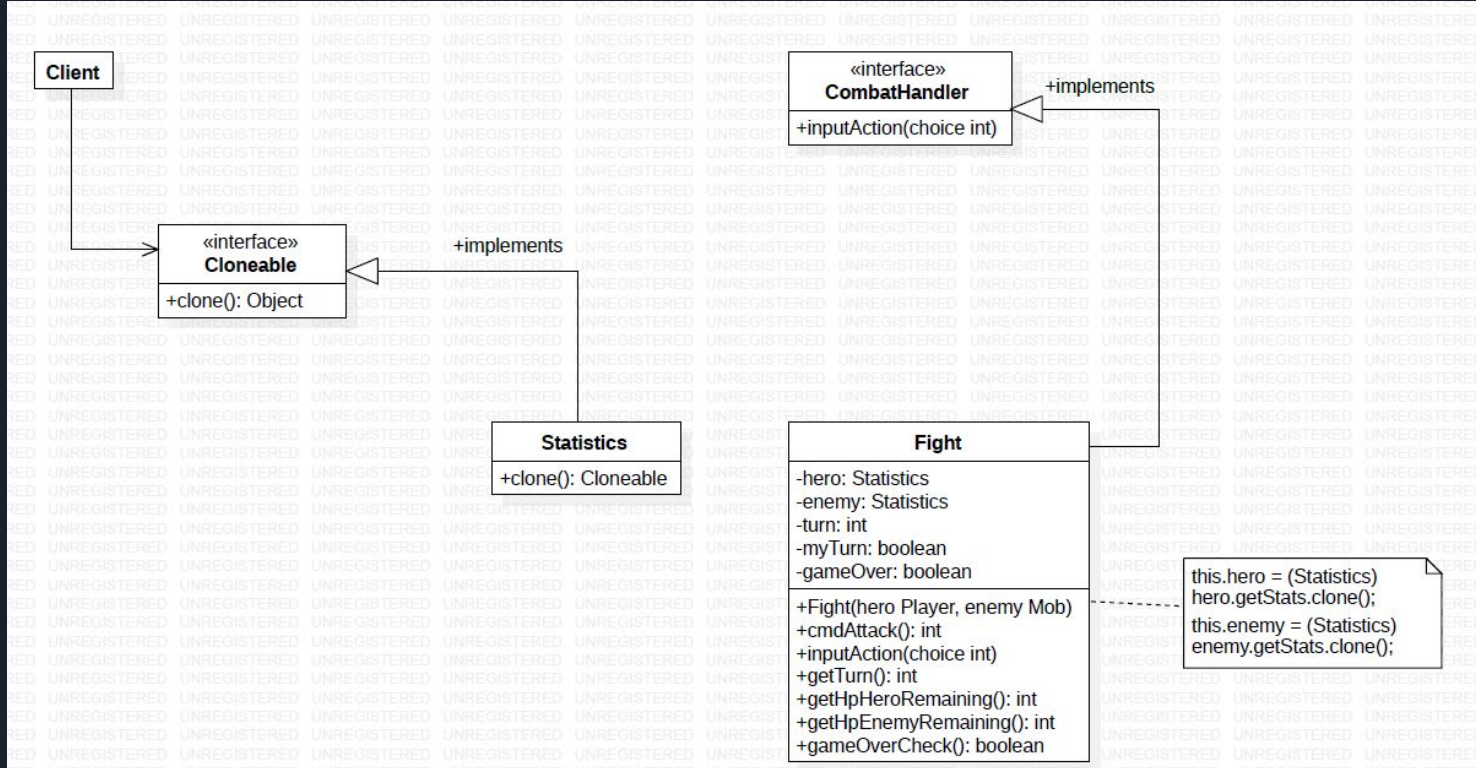 Client
«interface»
Cloneable
+clone(): Object
+implements
Statistics
+clone(): Cloneable
«interface»
CombatHandler
+inputAction(choice int)
+implements
Fight
-hero: Statistics
-enemy: Statistics
-turn: int
-myTurn: boolean
-gameOver: boolean
+Fight(hero Player, enemy Mob)
+cmdAttack(): int
+inputAction(choice int)
+getTurn(): int
+getHpHeroRemaining(): int
+getHpEnemyRemaining(): int
+gameOverCheck(): boolean
this.hero = (Statistics)
hero.getStats.clone();
this.enemy = (Statistics)
enemy.getStats.clone();
UNREGISTERED